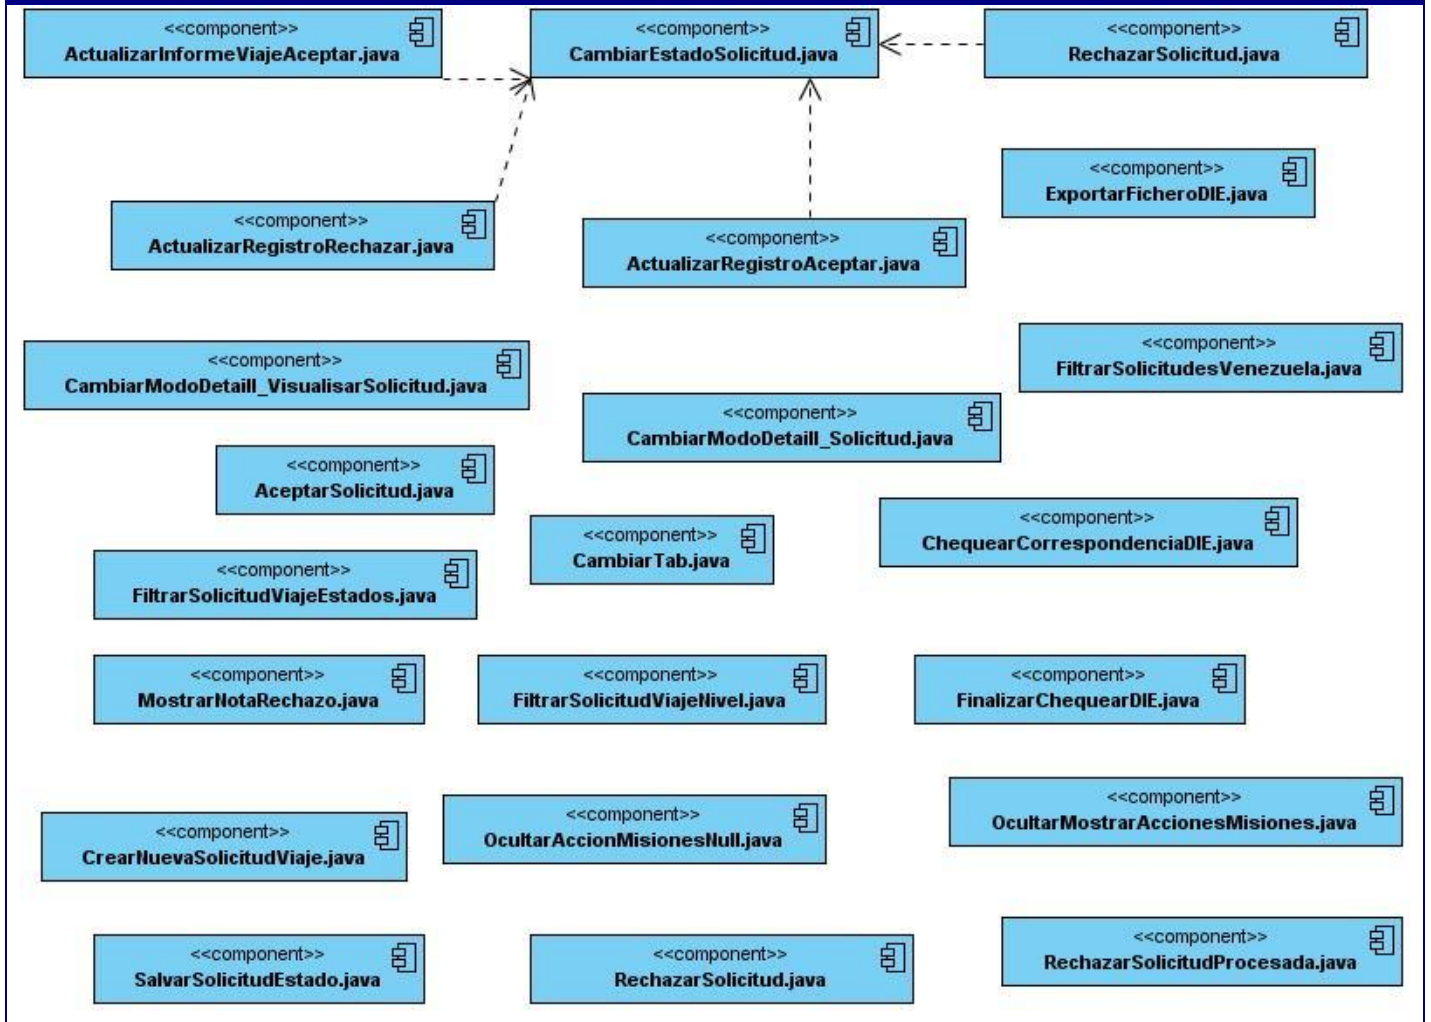 <<component>>
ActualizarInformeViajeAceptar.java
<<component>>
CambiarEstadoSolicitud.java
<<component>>
RechazarSolicitud.java
<<component>>
ExportarFicheroDIE.java
<<component>>
ActualizarRegistroRechazar.java
<<component>>
ActualizarRegistroAceptar.java
<<component>>
FiltrarSolicitudesVenezuela.java
<<component>>
CambiarModoDetaill_VisualisarSolicitud.java
<<component>>
CambiarModoDetaill_Solicitud.java
<<component>>
AceptarSolicitud.java
<<component>>
CambiarTab.java
<<component>>
ChequearCorrespondenciaDIE.java
<<component>>
FiltrarSolicitudViajeEstados.java
<<component>>
MostrarNotaRechazo.java
<<component>>
FiltrarSolicitudViajeNivel.java
<<component>>
FinalizarChequearDIE.java
<<component>>
CrearNuevaSolicitudViaje.java
<<component>>
OcultarAccionMisionesNull.java
<<component>>
OcultarMostrarAccionesMisiones.java
<<component>>
SalvarSolicitudEstado.java
<<component>>
RechazarSolicitud.java
<<component>>
RechazarSolicitudProcesada.java